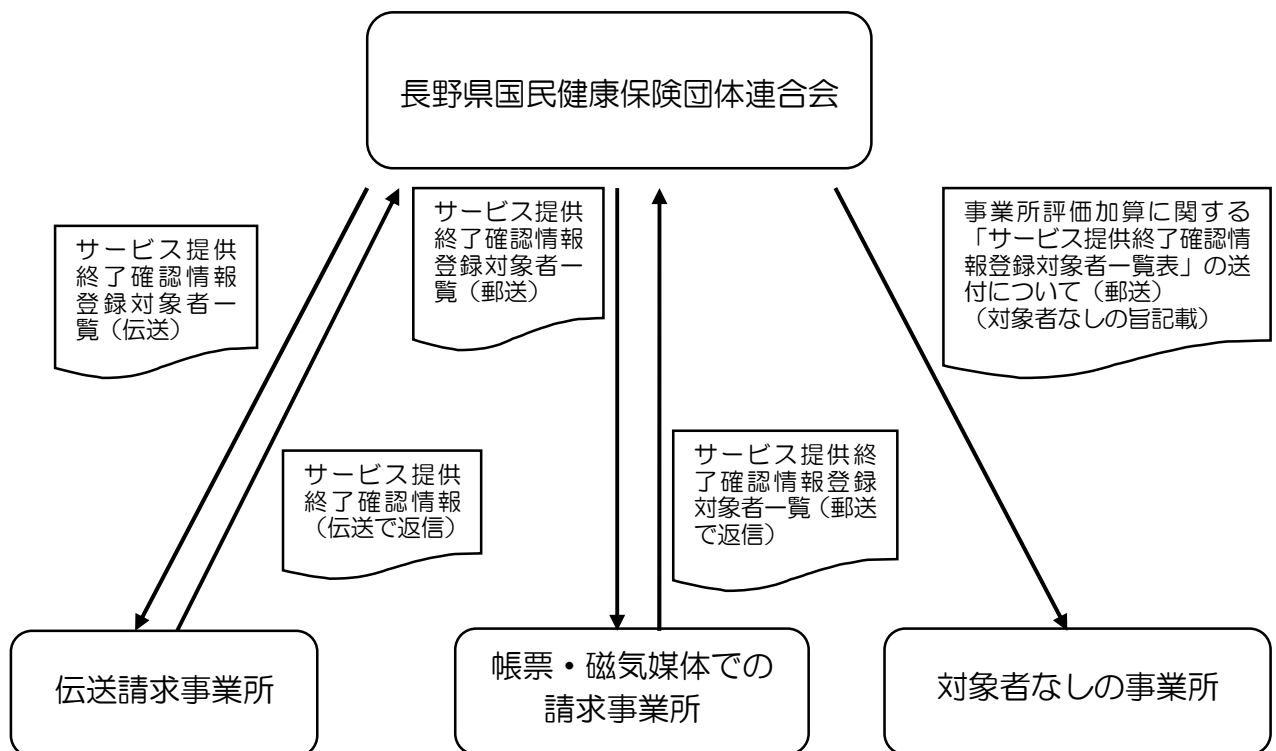 長野県国民健康保険団体連合会
サービス提供
終了確認情報
登録対象者一
覧（伝送）
サービス提供
終了確認情報
登録対象者一
覧（郵送）
事業所評価加算に関する
「サービス提供終了確認情
報登録対象者一覧表」の送
付について（郵送）
（対象者なしの旨記載）
サービス提供
終了確認情報
（伝送で返信）
サービス提供終
了確認情報登録
対象者一覧（郵送
で返信）
伝送請求事業所
帳票・磁気媒体での
請求事業所
対象者なしの事業所